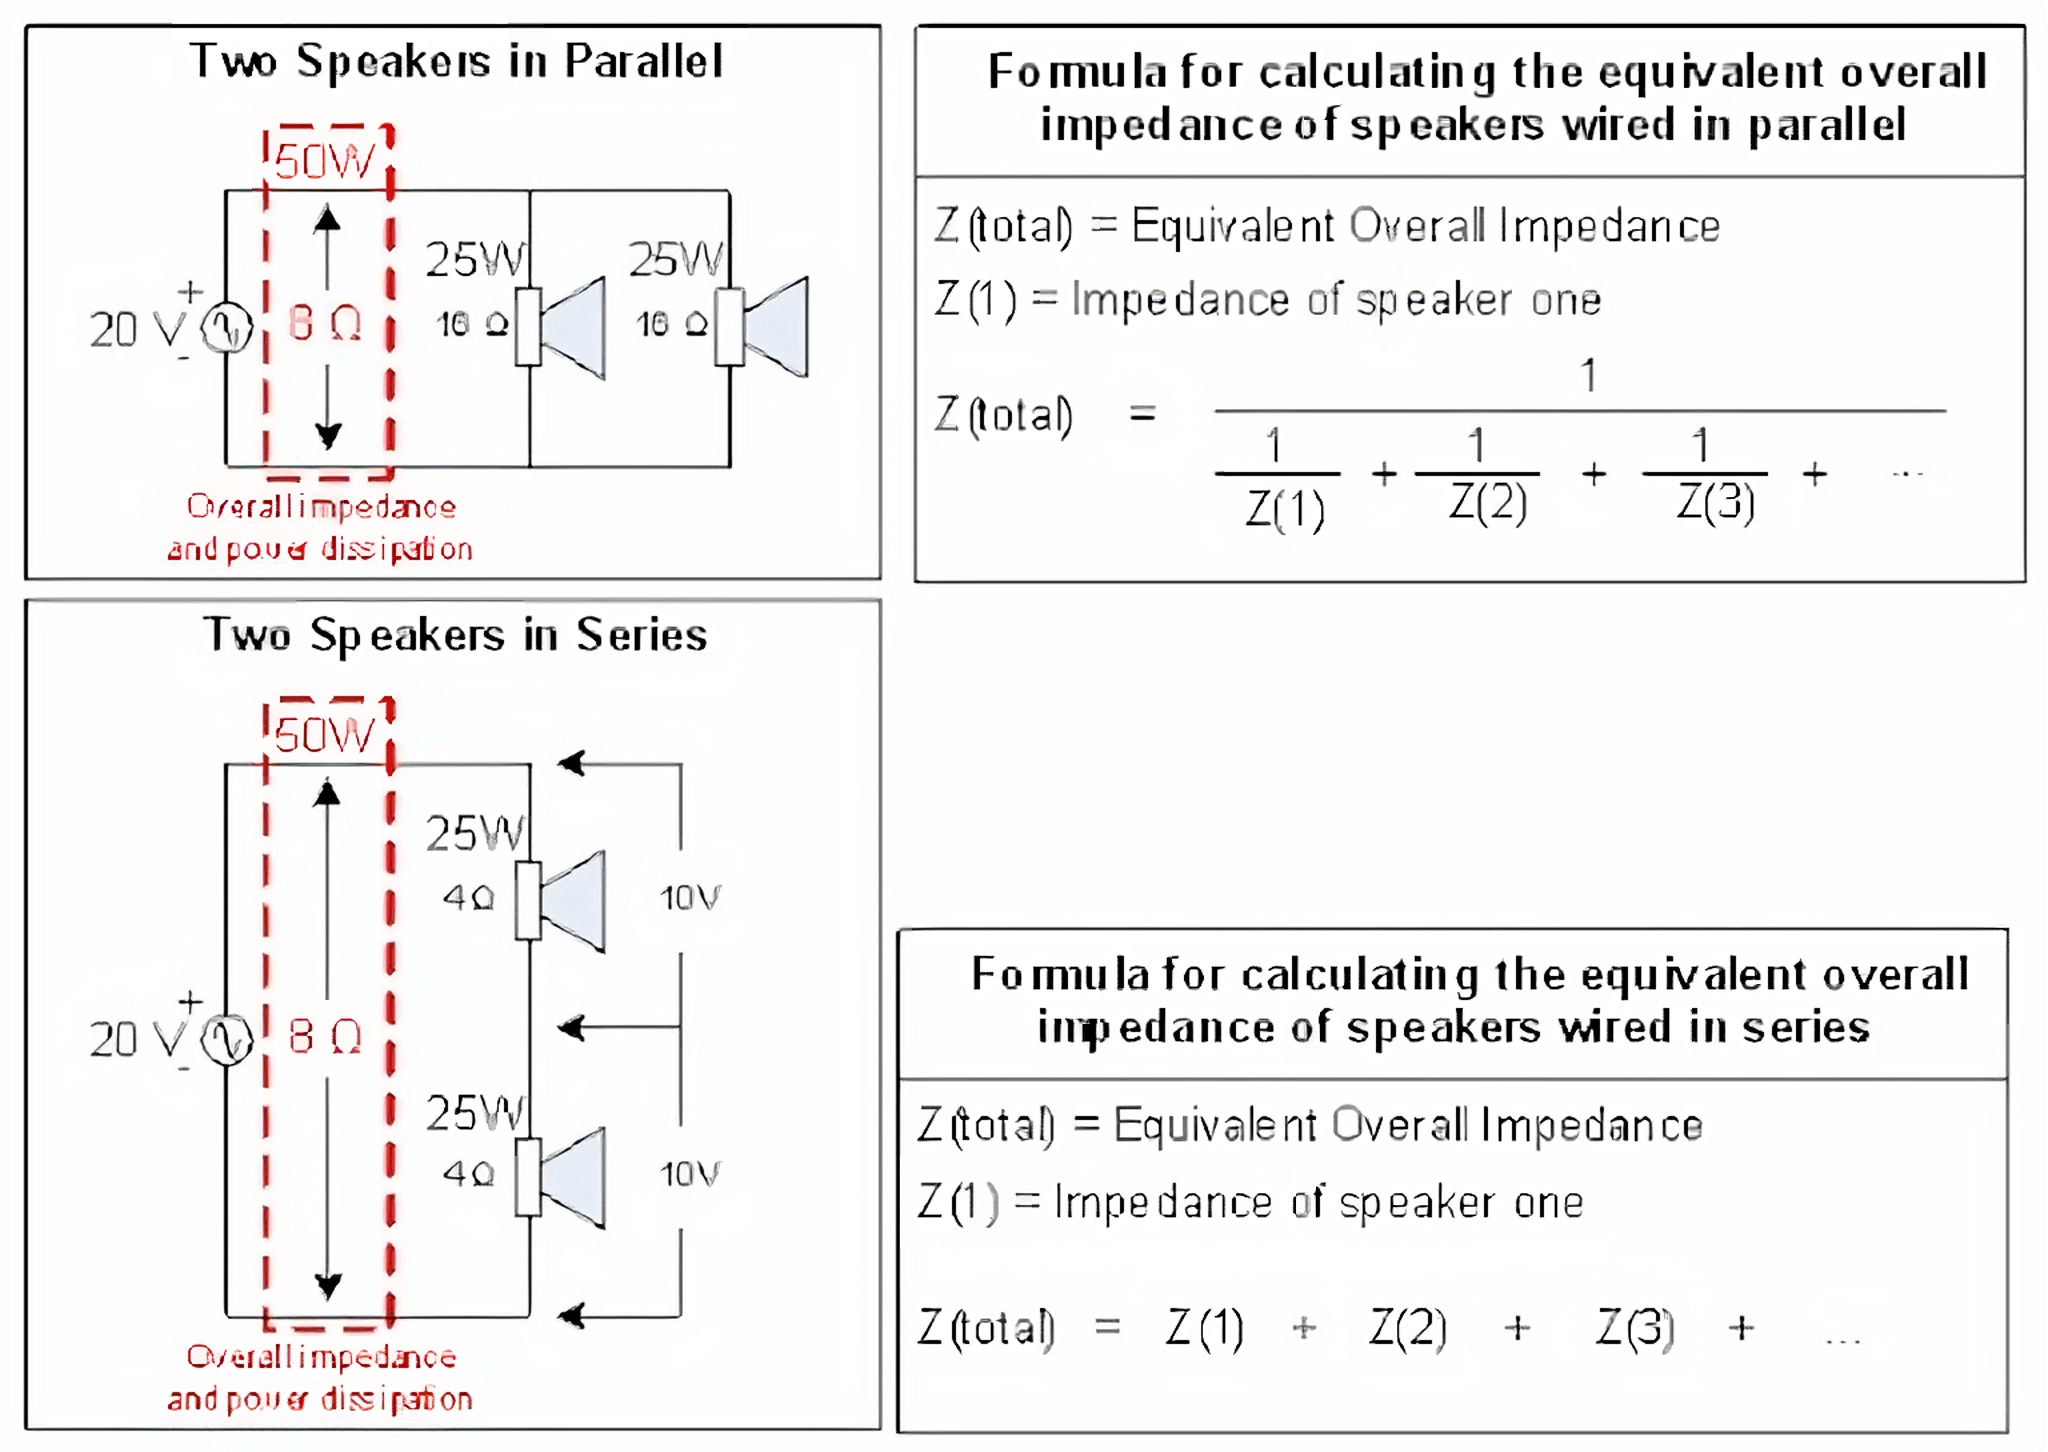 Two Speakers in Parallel
50W
25W
25W
+
20 V
-
8 Ω
16 Ω
16 Ω
Overall impedance
and power dissipation
Formula for calculating the equivalent overall
impedance of speakers wired in parallel
Z(total) = Equivalent Overall Impedance
Z(1) = Impedance of speaker one
1
Z(total) =
1 + 1 + 1 + ...
Z(1) Z(2) Z(3)
Two Speakers in Series
50W
25W
4Ω
10V
+
20 V
-
8 Ω
25W
4Ω
10V
Overall impedance
and power dissipation
Formula for calculating the equivalent overall
impedance of speakers wired in series
Z(total) = Equivalent Overall Impedance
Z(1) = Impedance of speaker one
Z(total) = Z(1) + Z(2) + Z(3) + ...